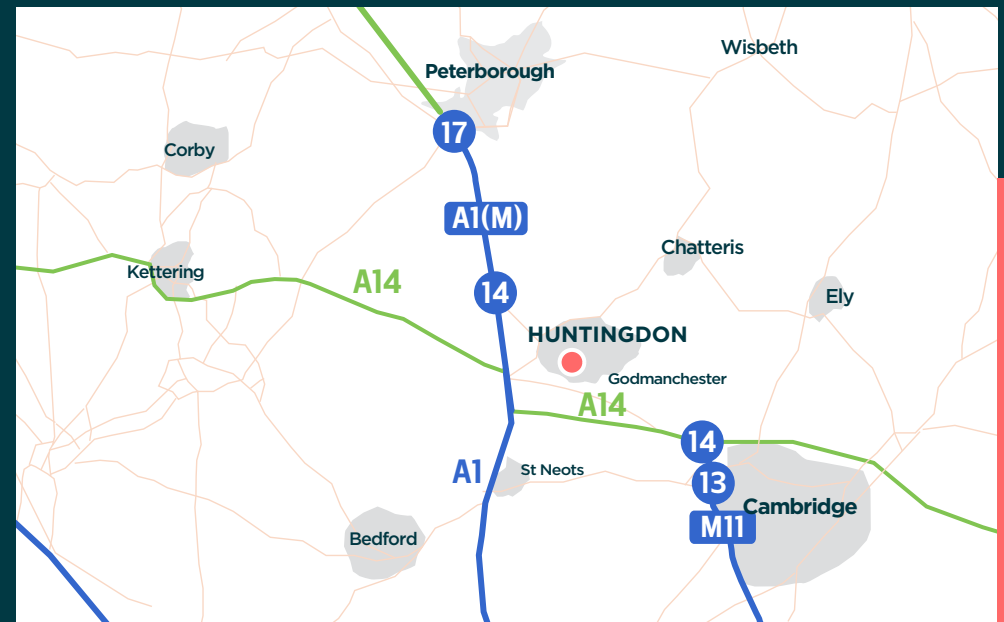 Wisbeth
Peterborough
17
Corby
A1(M)
Chatteris
Kettering
A14
14
Ely
HUNTINGDON
Godmanchester
A14
14
A1
St Neots
13
Cambridge
M11
Bedford